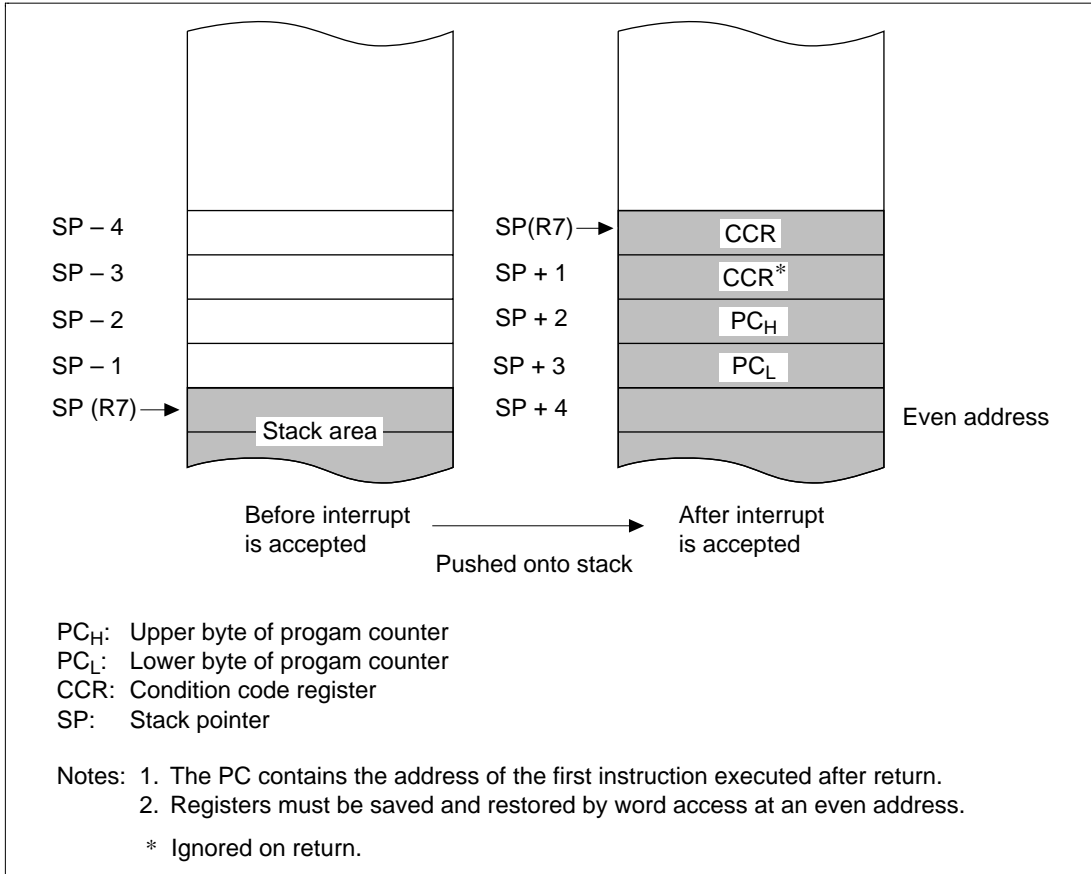 SP – 4
SP – 3
SP – 2
SP – 1
SP (R7)
Stack area
SP(R7)
SP + 1
SP + 2
SP + 3
SP + 4
CCR
CCR*
PCH
PCL
Even address
Before interrupt
is accepted
Pushed onto stack
After interrupt
is accepted
PCH: Upper byte of progam counter
PCL: Lower byte of progam counter
CCR: Condition code register
SP: Stack pointer
Notes: 1. The PC contains the address of the first instruction executed after return.
2. Registers must be saved and restored by word access at an even address.
* Ignored on return.